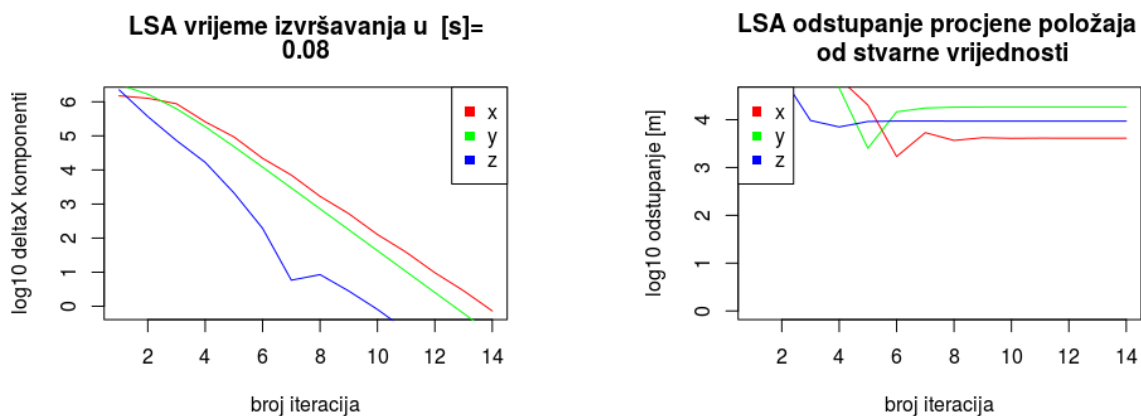 LSA vrijeme izvršavanja u [s]=
0.08
log10 deltaX komponenti
6
5
4
3
2
1
0
x
y
z
2
4
6
8
10
12
14
broj iteracija
LSA odstupanje procjene položaja
od stvarne vrijednosti
log10 odstupanje [m]
4
3
2
1
0
x
y
z
2
4
6
8
10
12
14
broj iteracija